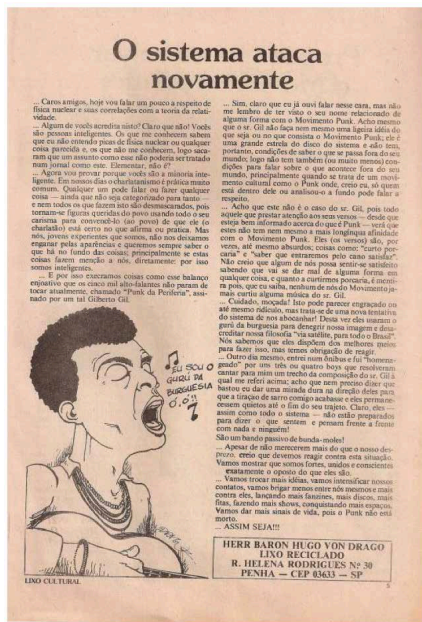 O sistema ataca
novamente
... Caros amigos, hoje vou falar um pouco a respeito de
física nuclear e suas correlações com a teoria da relati-
vidade.
... Algum de vocês acredita nisto? Claro que não! Vocês
são pessoas inteligentes. Os que me conhecem sabem
que eu não entendo picas de física nuclear ou qualquer
coisa parecida e, os que não me conhecem, logo saca-
ram que um assunto como esse não poderia ser tratado
num jornal como este. Elementar, não é?
... Agora vou provar porque vocês são a minoria inte-
ligente. Em nossos dias o charlatanismo é prática muito
comum. Qualquer um pode falar ou fazer qualquer
coisa — ainda que não seja categorizado para tanto —
e nem todos os que fazem isto são desmascarados, pois
tornam-se figuras queridas do povo usando todo o seu
carisma para convencê-lo (ao povo) de que ele (o
charlatão) está certo no que afirma ou pratica. Mas
nós, jovens experientes que somos, não nos deixamos
enganar pelas aparências e queremos sempre saber o
que há no fundo das coisas; principalmente se estas
coisas fazem menção a nós, diretamente: por isso
somos inteligentes.
... E por isso execramos coisas como esse balanço
enjoativo que os cinco mil alto-falantes não param de
tocar atualmente, chamado "Punk da Periferia", assi-
nado por um tal Gilberto Gil.
EU SOU O
GURÚ DA
BURGUESIA
Ô, Ô!!
LIXO CULTURAL
... Sim, claro que eu já ouvi falar nesse cara, mas não
me lembro de ter visto o seu nome relacionado de
alguma forma com o Movimento Punk. Acho mesmo
que o sr. Gil não faça nem mesmo uma ligeira idéia do
que seja ou no que consista o Movimento Punk; ele é
uma grande estrela do disco do sistema e não tem,
portanto, condições de saber o que se passa fora do seu
mundo; logo não tem também (ou muito menos) con-
dições para falar sobre o que acontece fora do seu
mundo, principalmente quando se trata de um movi-
mento cultural como o Punk onde, creio eu, só quem
está dentro dele ou analisou-o a fundo pode falar a
respeito.
... Acho que este não é o caso do sr. Gil, pois todo
aquele que prestar atenção aos seus versos — desde que
esteja bem informado acerca do que é Punk — verá que
estes não tem nem mesmo a mais longínqua afinidade
com o Movimento Punk. Eles (os versos) são, por
vezes, até mesmo absurdos; coisas como: "curto por-
caria" e "saber que estaremos pelo cano satisfaz".
Não creio que algum de nós possa sentir-se satisfeito
sabendo que vai se dar mal de alguma forma em
qualquer coisa, e quanto a curtirmos porcaria, é menti-
ra pois, que eu saiba, nenhum de nós do Movimento ja-
mais curtiu alguma música do sr. Gil.
... Cuidado, moçada! Isto pode parecer engraçado ou
até mesmo ridículo, mas trata-se de uma nova tentativa
do sistema de nos abocanhar! Desta vez eles usaram o
gurú da burguesia para denegrir nossa imagem e desa-
creditar nossa filosofia "via satélite, para todo o Brasil".
Nós sabemos que eles dispõem dos melhores meios
para fazer isso, mas temos obrigação de reagir.
... Outro dia mesmo, entrei num ônibus e fui "homena-
geado" por uns três ou quatro boys que resolveram
cantar para mim um trecho da composição do sr. Gil à
qual me referi acima; acho que nem preciso dizer que
bastou eu dar uma mirada dura na direção deles para
que a tiração de sarro comigo acabasse e eles permane-
cessem quietos até o fim do seu trajeto. Claro, eles —
assim como todo o sistema — não estão preparados
para dizer o que sentem e pensam frente a frente
com nada e ninguém!
São um bando passivo de bunda-moles!
... Apesar de não merecerem mais do que o nosso des-
prezo, creio que devemos reagir contra esta situação.
Vamos mostrar que somos fortes, unidos e conscientes
exatamente o oposto do que eles são.
... Vamos trocar mais idéias, vamos intensificar nossos
contatos, vamos brigar menos entre nós mesmos e mais
contra eles, lançando mais fanzines, mais discos, mais
fitas, fazendo mais shows, conquistando mais espaços,
Vamos dar mais sinais de vida, pois o Punk não está
morto.
... ASSIM SEJA!!!
HERR BARON HUGO VON DRAGO
LIXO RECICLADO
R. HELENA RODRIGUES N.º 30
PENHA — CEP 03633 — SP
5